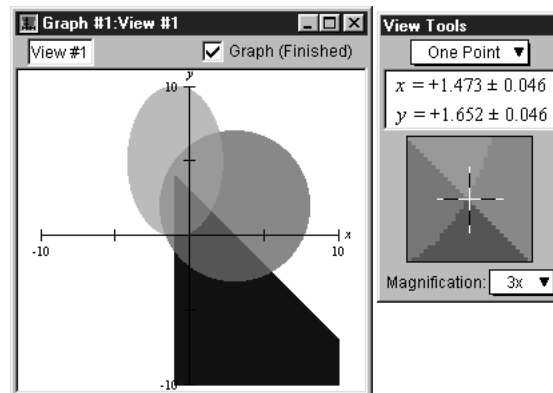 Graph #1:View #1
View #1
Graph (Finished)
y
10
-10
x
10
-10
View Tools
One Point
x = +1.473 ± 0.046
y = +1.652 ± 0.046
Magnification: 3x